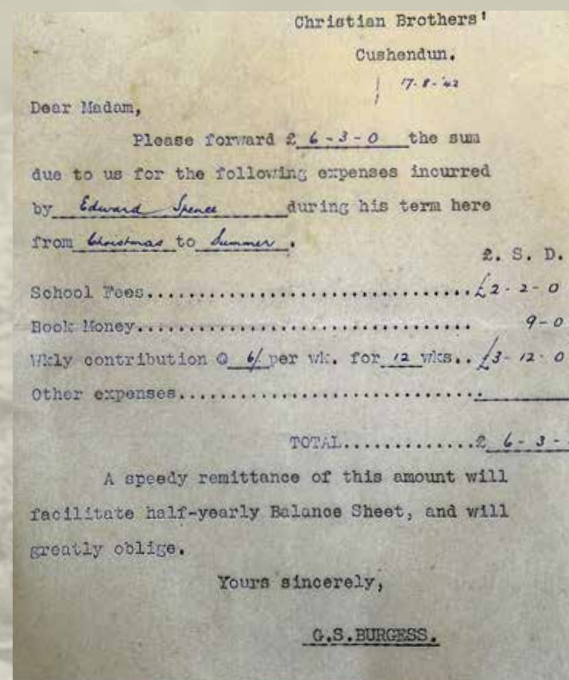 Christian Brothers'
Cushendun.
17-8-'42
Dear Madam,
Please forward £ 6-3-0 the sum
due to us for the following expenses incurred
by Edward Spence during his term here
from Christmas to Summer.
£. S. D.
School Fees.................................£2-2-0
Book Money.................................. 9-0
Wkly contribution @ 6/ per wk. for 12 wks..£3-12-0
Other expenses..............................
TOTAL.............£ 6-3-
A speedy remittance of this amount will
facilitate half-yearly Balance Sheet, and will
greatly oblige.
Yours sincerely,
G.S.BURGESS.